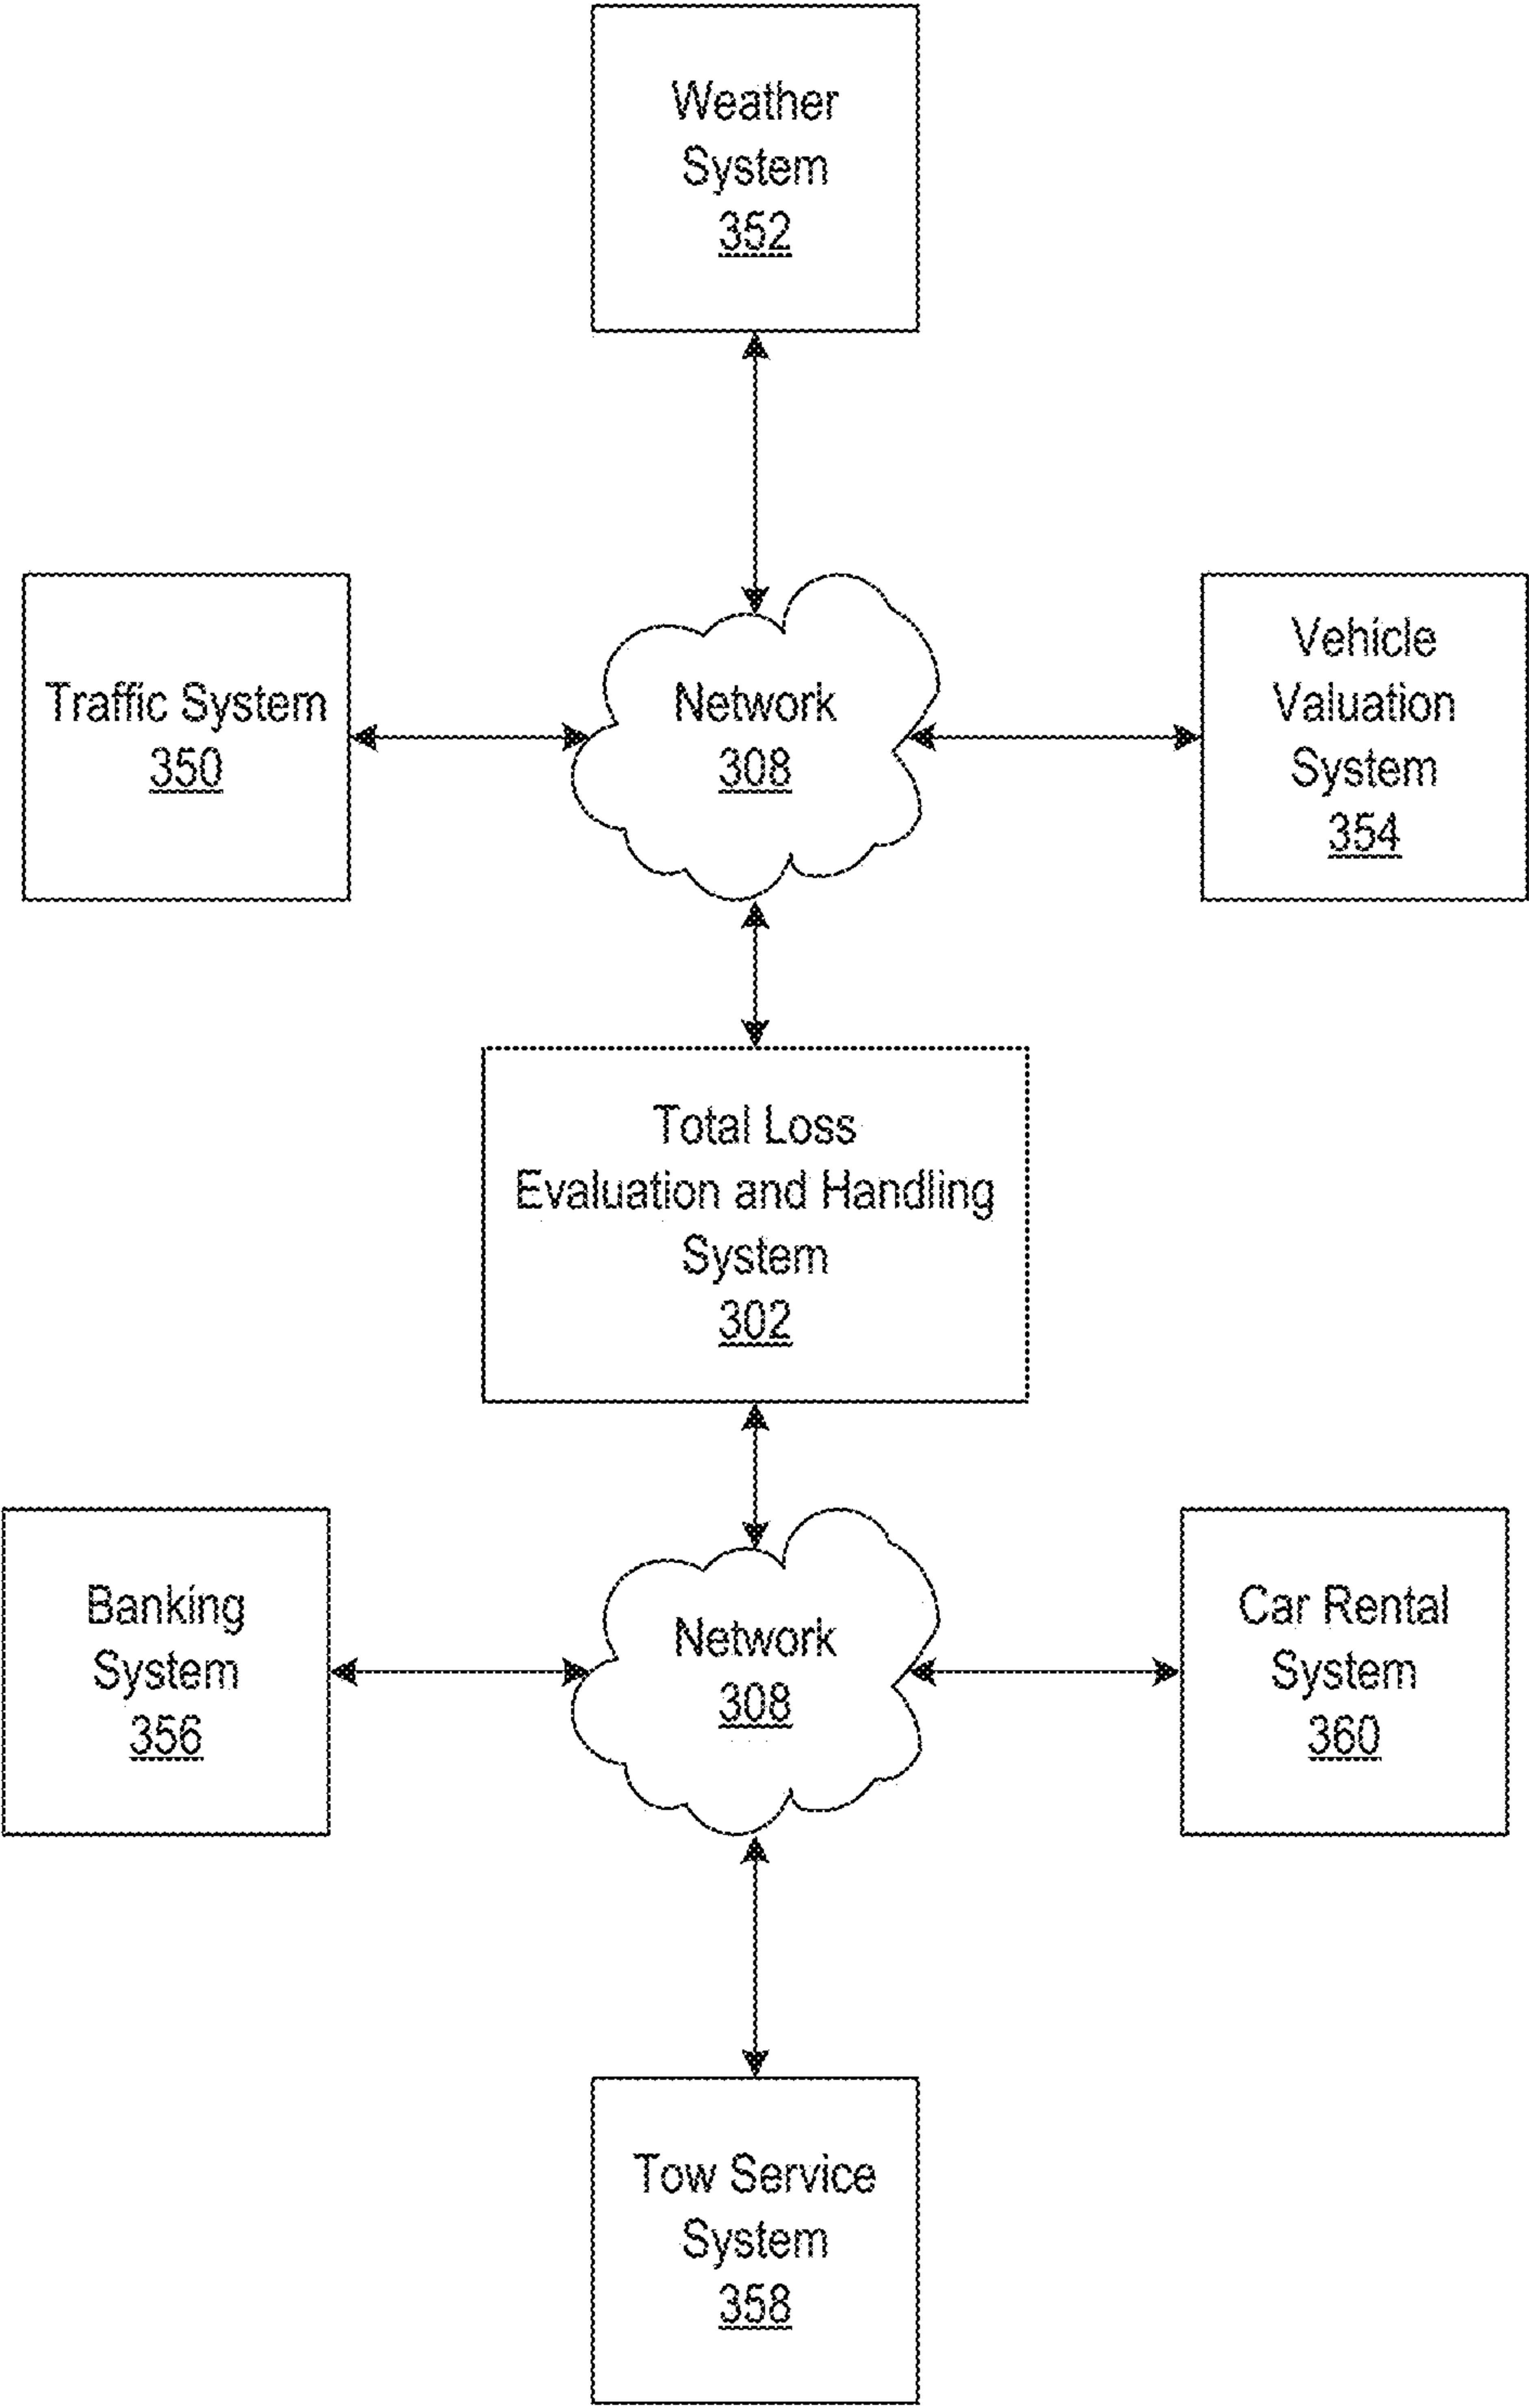 Weather
System
352
Traffic System
350
Network
308
Vehicle
Valuation
System
354
Total Loss
Evaluation and Handling
System
302
Banking
System
356
Network
308
Car Rental
System
360
Tow Service
System
358